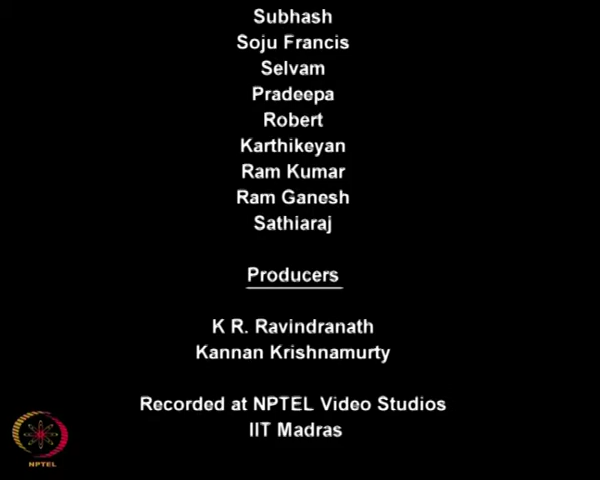 Subhash
Soju Francis
Selvam
Pradeepa
Robert
Karthikeyan
Ram Kumar
Ram Ganesh
Sathiaraj
Producers
K R. Ravindranath
Kannan Krishnamurty
Recorded at NPTEL Video Studios
IIT Madras
NPTEL